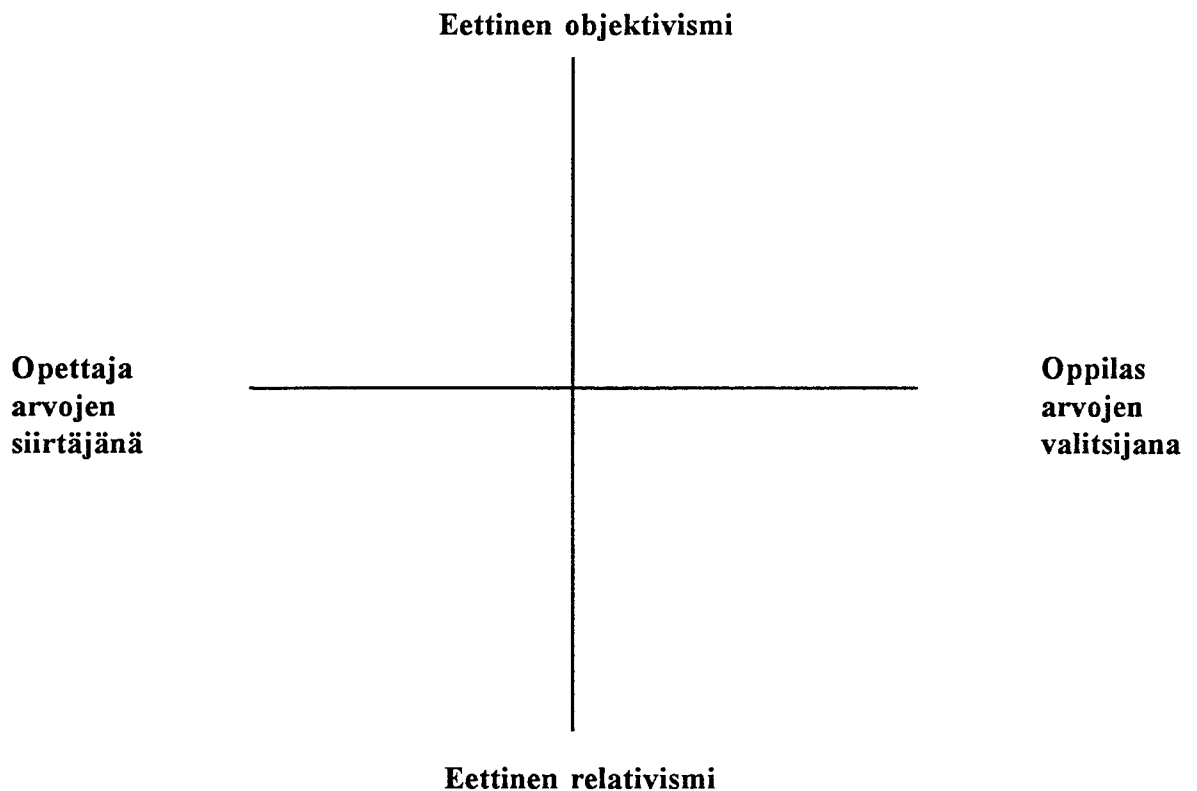 Eettinen objektivismi
Opettaja
arvojen
siirtäjänä
Oppilas
arvojen
valitsijana
Eettinen relativismi